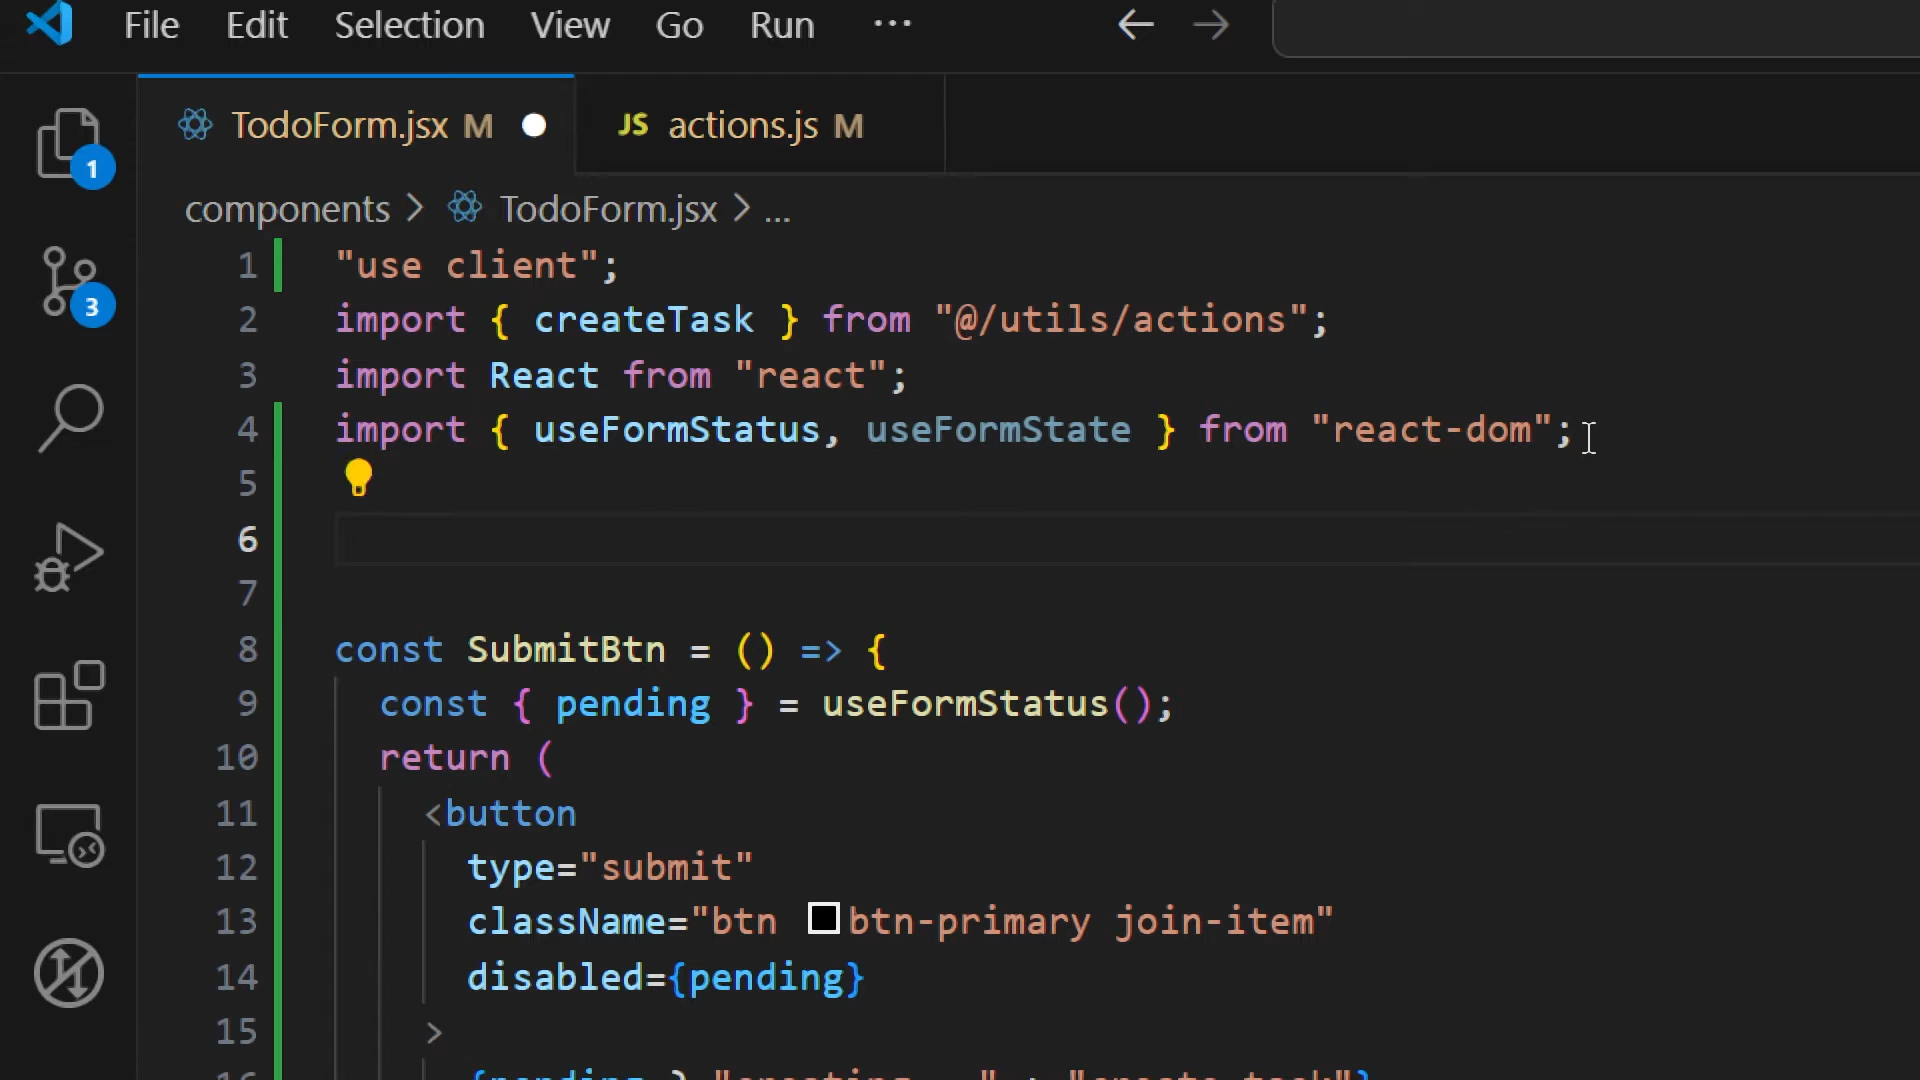 File Edit Selection View Go Run ...
TodoForm.jsx M JS actions.js M
components > TodoForm.jsx > ...
1 "use client";
2 import { createTask } from "@/utils/actions";
3 import React from "react";
4 import { useFormStatus, useFormState } from "react-dom";
5
6
7
8 const SubmitBtn = () => {
9 const { pending } = useFormStatus();
10 return (
11 <button
12 type="submit"
13 className="btn btn-primary join-item"
14 disabled={pending}
15 >
1
3